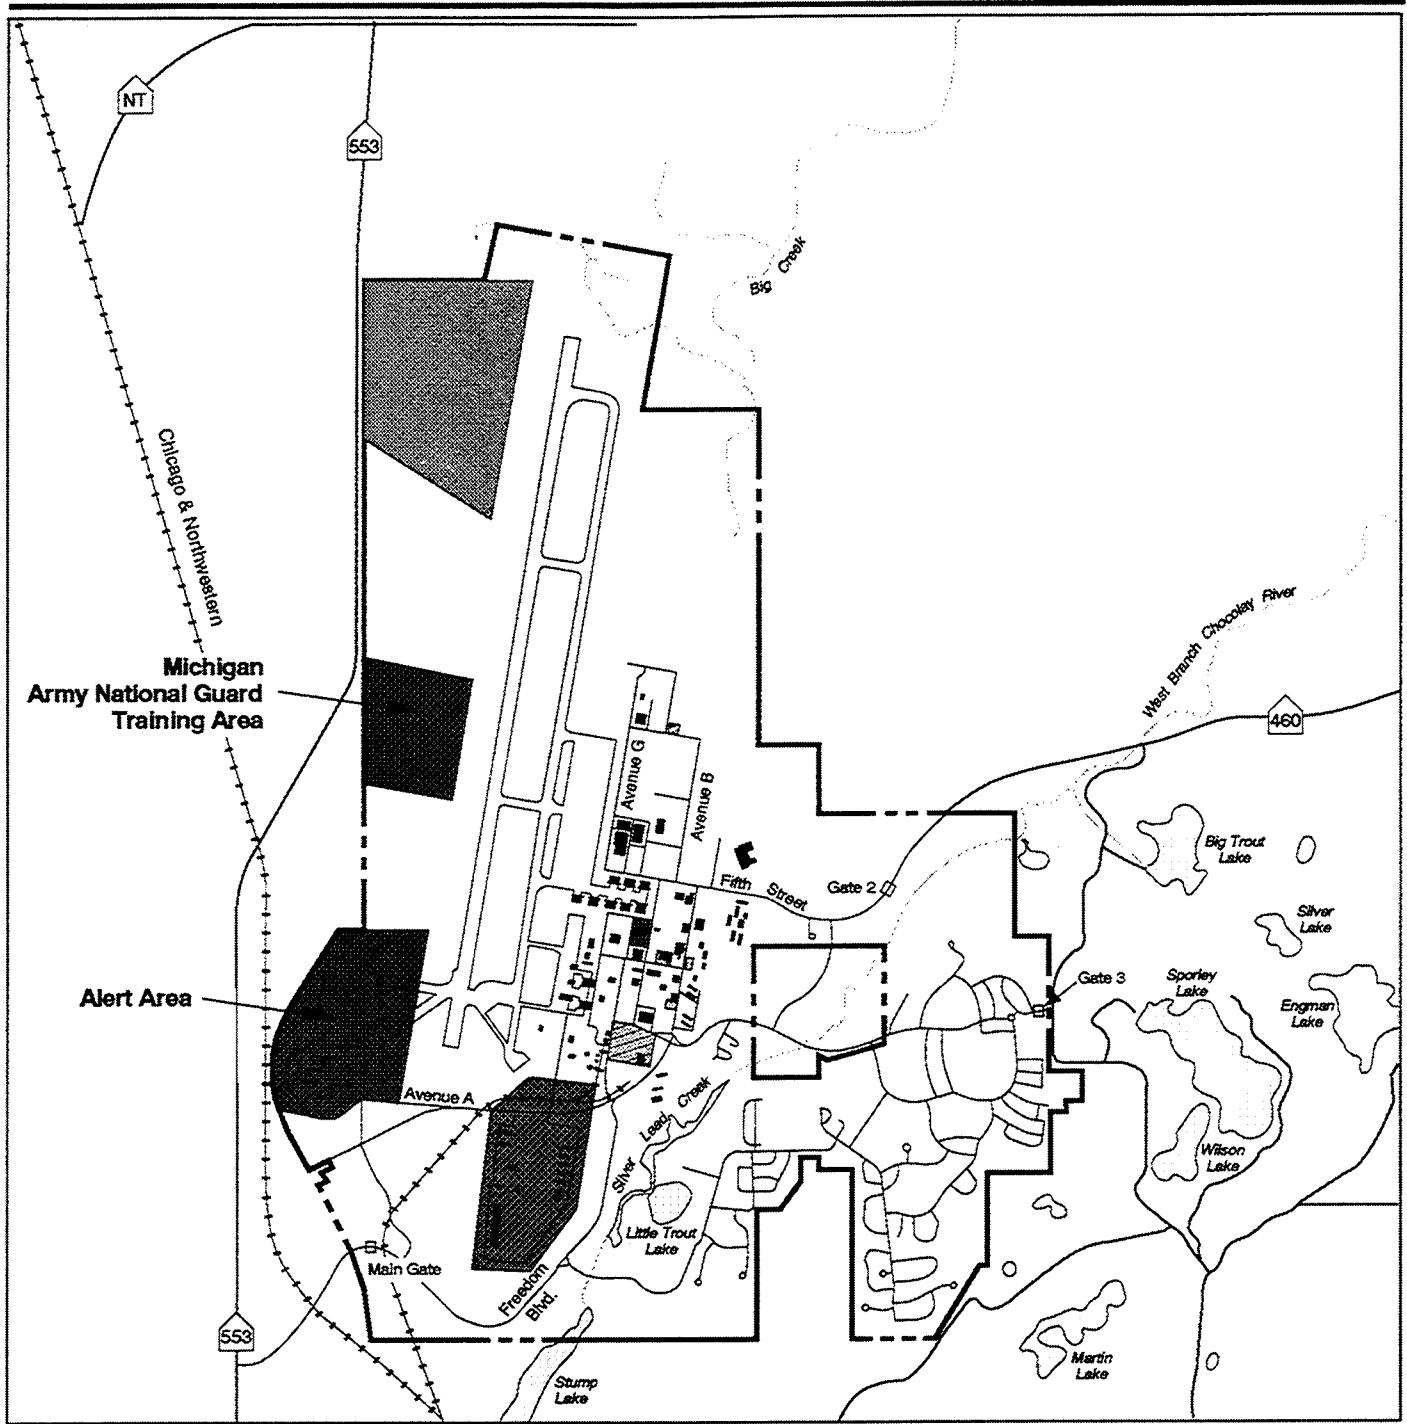 NT
553
Big Creek
Chicago & Northwestern
West Branch Chocolay River
Michigan
Army National Guard
Training Area
460
Avenue G
Avenue B
Big Trout
Lake
Fifth Street
Gate 2
Silver
Lake
Gate 3
Sporley
Lake
Engman
Lake
Alert Area
Avenue A
Silver Lead Creek
Wilson
Lake
Little Trout
Lake
Main Gate
Freedom
Blvd.
553
Martin
Lake
Stump
Lake